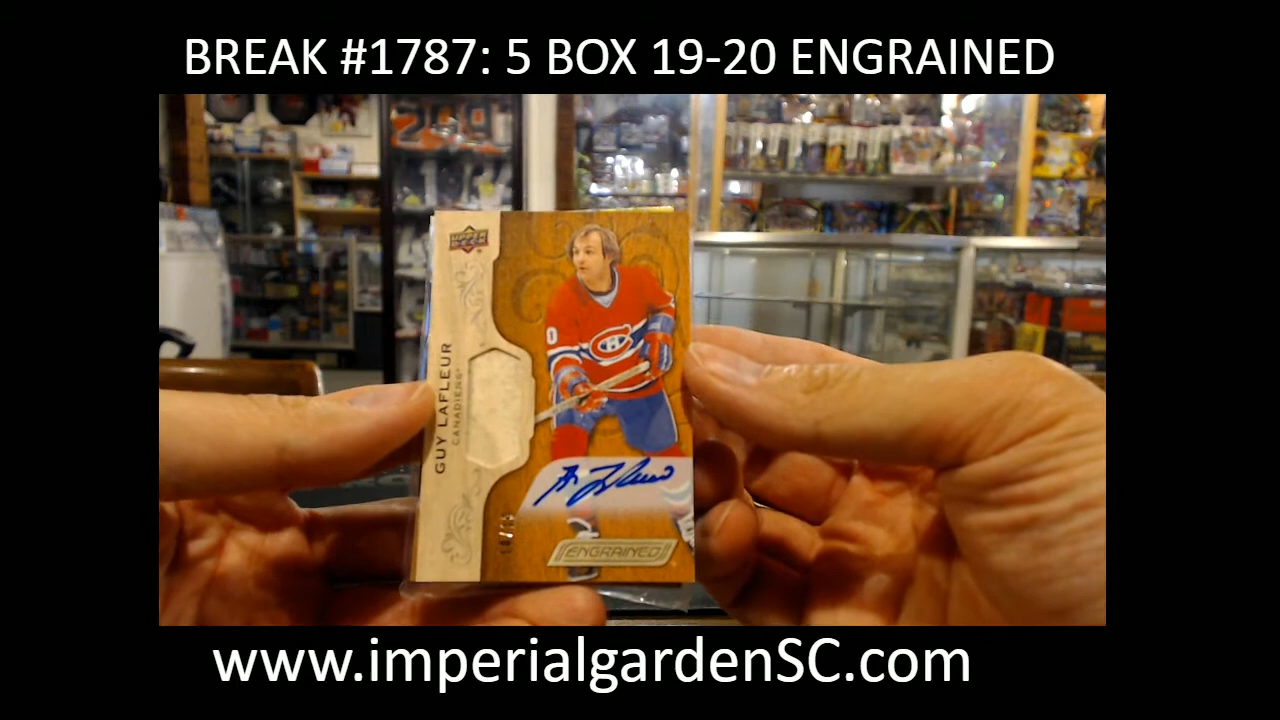 BREAK #1787: 5 BOX 19-20 ENGRAINED
UPPER DECK
GUY LAFLEUR
CANADIENS
ENGRAINED
www.imperialgardenSC.com